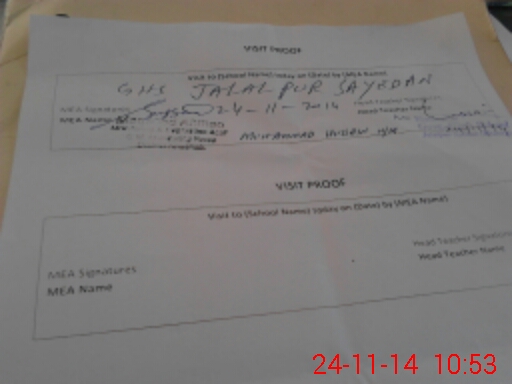 VISIT PROOF
Visit to (School Name) today on (Date) by (MEA Name)
GHS JALALPUR SAYEDAN
MEA Signatures 24-11-2014 Head Teacher Signatures
MEA Name Head Teacher Name
MUHAMMAD
VISIT PROOF
Visit to (School Name) today on (Date) by (MEA Name)
MEA Signatures Head Teacher Signatures
MEA Name Head Teacher Name
24-11-14 10:53